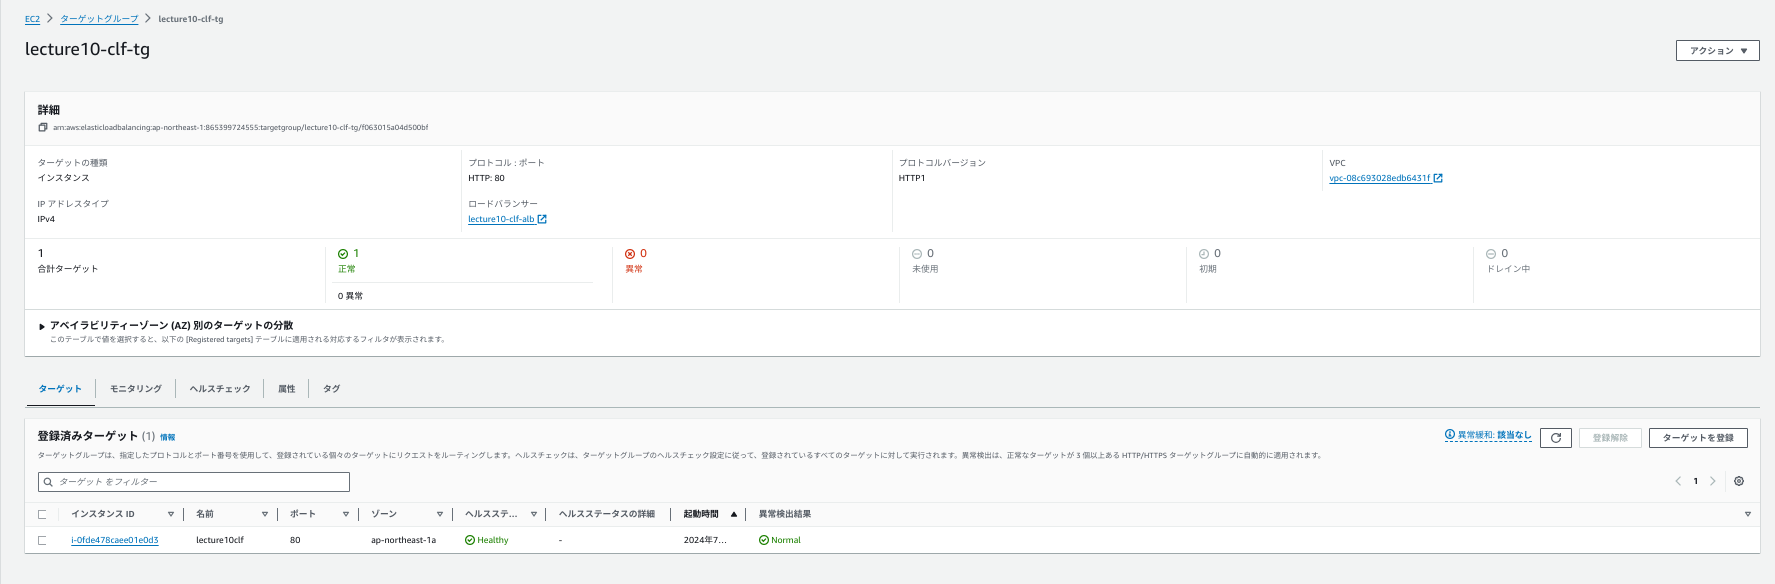 EC2 > ターゲットグループ > lecture10-clf-tg
lecture10-clf-tg
アクション ▼
詳細
arn:aws:elasticloadbalancing:ap-northeast-1:865399724555:targetgroup/lecture10-clf-tg/f063015a04d500bf
ターゲットの種類
インスタンス
プロトコル : ポート
HTTP: 80
プロトコルバージョン
HTTP1
VPC
vpc-08c693028edb6431f
IP アドレスタイプ
IPv4
ロードバランサー
lecture10-clf-alb
1
合計ターゲット
1
正常
0 異常
0
異常
0
未使用
0
初期
0
ドレイン中
アベイラビリティーゾーン (AZ) 別のターゲットの分散
このテーブルで値を選択すると、以下の [Registered targets] テーブルに適用される対応するフィルタが表示されます。
ターゲット モニタリング ヘルスチェック 属性 タグ
登録済みターゲット (1) 情報
異常緩和: 該当なし
登録解除
ターゲットを登録
ターゲットグループは、指定したプロトコルとポート番号を使用して、登録されている個々のターゲットにリクエストをルーティングします。ヘルスチェックは、ターゲットグループのヘルスチェック設定に従って、登録されているすべてのターゲットに対して実行されます。異常検出は、正常なターゲットが 3 個以上ある HTTP/HTTPS ターゲットグループに自動的に適用されます。
ターゲット をフィルター
1
インスタンス ID 名前 ポート ゾーン ヘルスステ... ヘルスステータスの詳細 起動時間 異常検出結果
i-0fde478caee01e0d3 lecture10clf 80 ap-northeast-1a Healthy - 2024年7... Normal